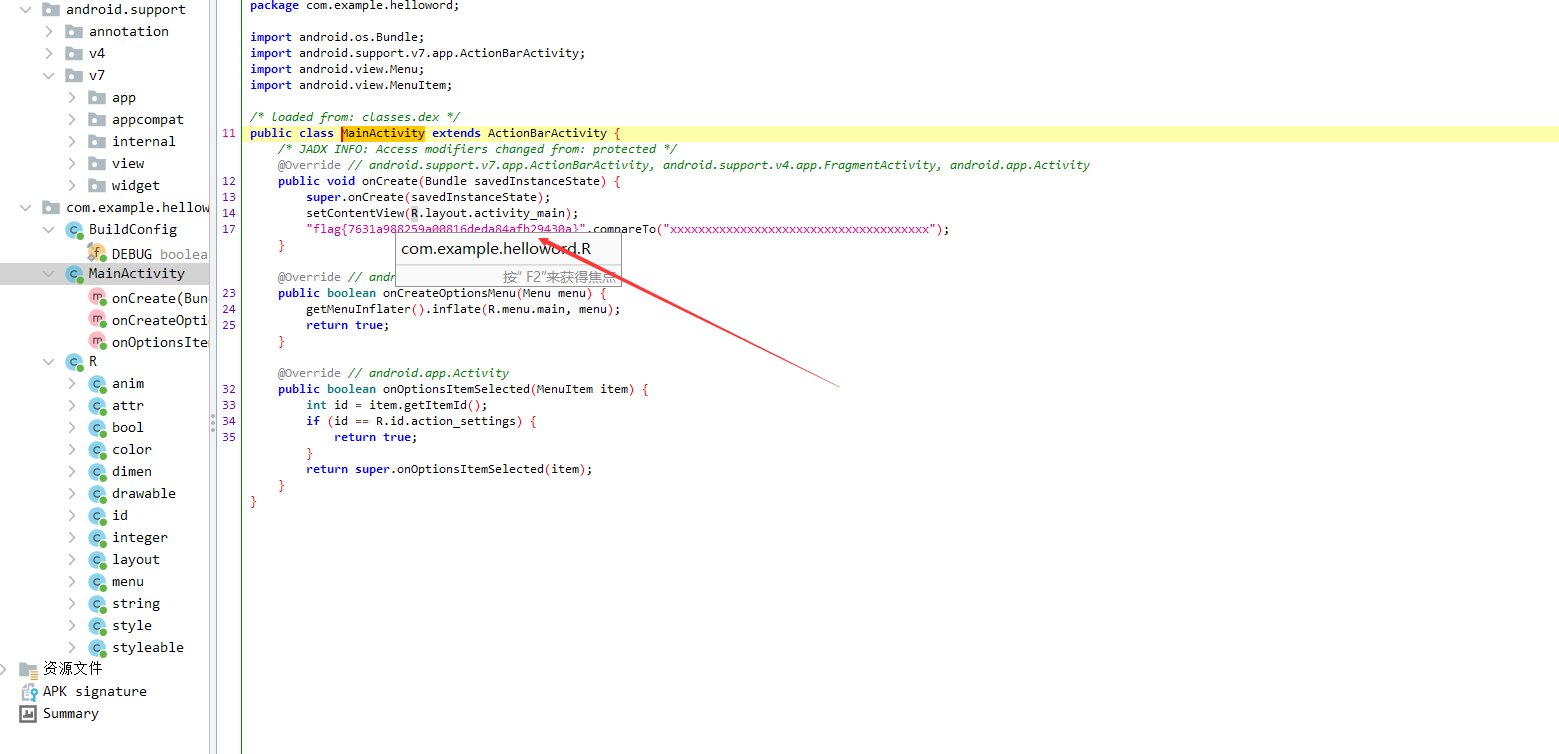 android.support
annotation
v4
v7
app
appcompat
internal
view
widget
com.example.hellow
BuildConfig
DEBUG boolea
MainActivity
onCreate(Bun
onCreateOpti
onOptionsIte
R
anim
attr
bool
color
dimen
drawable
id
integer
layout
menu
string
style
styleable
资源文件
APK signature
Summary
package com.example.helloword;
import android.os.Bundle;
import android.support.v7.app.ActionBarActivity;
import android.view.Menu;
import android.view.MenuItem;
/* loaded from: classes.dex */
11 public class MainActivity extends ActionBarActivity {
/* JADX INFO: Access modifiers changed from: protected */
@Override // android.support.v7.app.ActionBarActivity, android.support.v4.app.FragmentActivity, android.app.Activity
12 public void onCreate(Bundle savedInstanceState) {
13 super.onCreate(savedInstanceState);
14 setContentView(R.layout.activity_main);
17 "flag{7631a988259a00816deda84afb29430a}".compareTo("xxxxxxxxxxxxxxxxxxxxxxxxxxxxxxxxxxxxx");
}
com.example.helloword.R
按" F2"来获得焦点
@Override // and
23 public boolean onCreateOptionsMenu(Menu menu) {
24 getMenuInflater().inflate(R.menu.main, menu);
25 return true;
}
@Override // android.app.Activity
32 public boolean onOptionsItemSelected(MenuItem item) {
33 int id = item.getItemId();
34 if (id == R.id.action_settings) {
35 return true;
}
return super.onOptionsItemSelected(item);
}
}